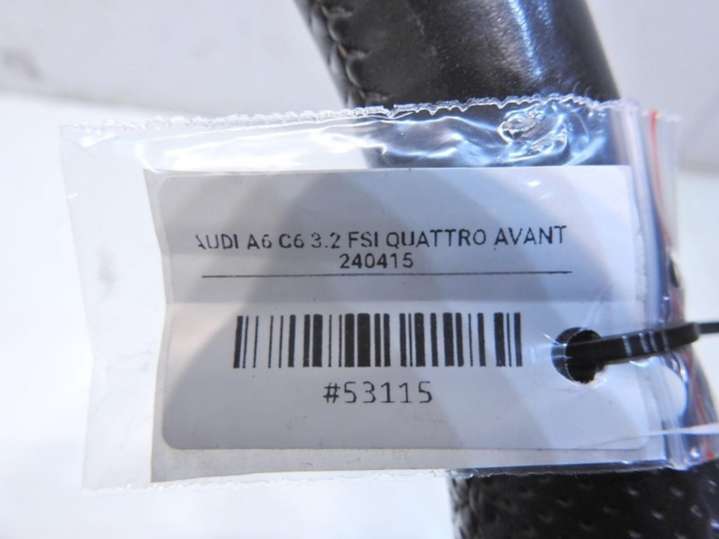 AUDI A6 C6 3.2 FSI QUATTRO AVANT
240415
#53115